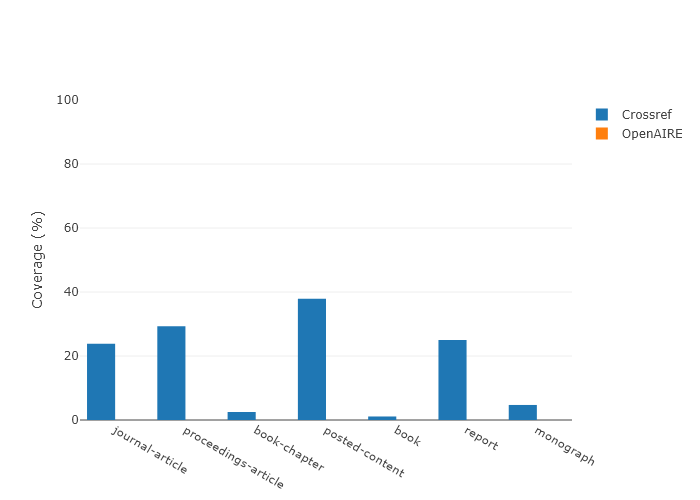 100
80
60
40
20
0
Coverage (%)
journal-article
proceedings-article
book-chapter
posted-content
book
report
monograph
Crossref
OpenAIRE